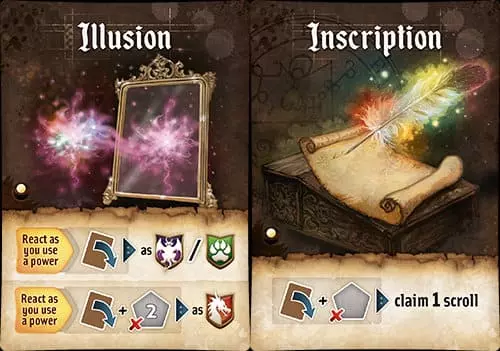 Illusion
React as
you use
a power
as
/
React as
you use
a power
+ 2
as
Inscription
+
claim 1 scroll